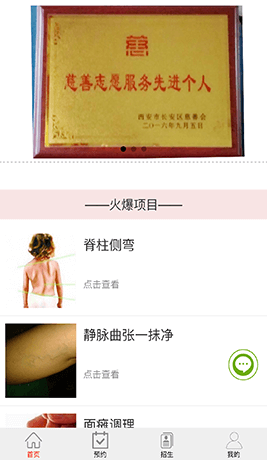 慈善志愿服务先进个人
西安市长安区慈善会
二〇一六年九月五日
——火爆项目——
脊柱侧弯
点击查看
静脉曲张一抹净
点击查看
面瘫调理
首页
预约
招生
我的